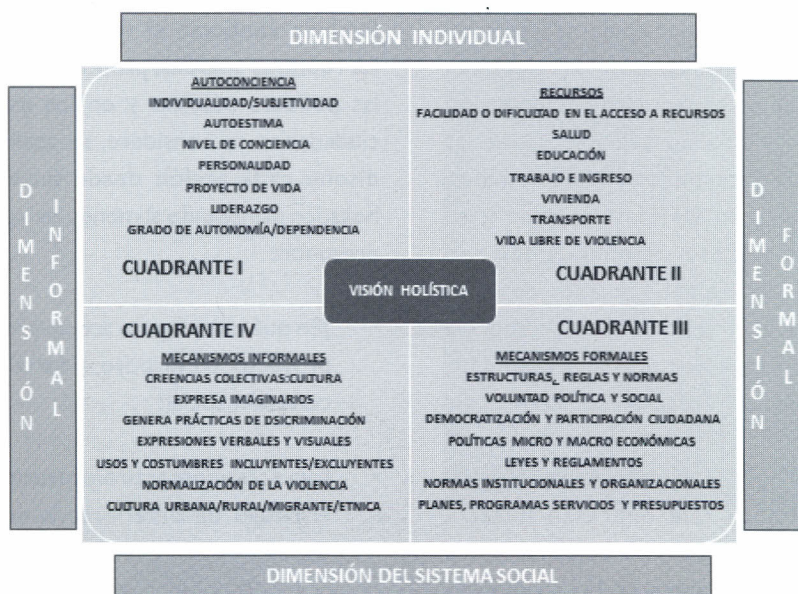 DIMENSIÓN INDIVIDUAL
DIMENSIÓN
INFORMAL
AUTOCONCIENCIA
INDIVIDUALIDAD/SUBJETIVIDAD
AUTOESTIMA
NIVEL DE CONCIENCIA
PERSONALIDAD
PROYECTO DE VIDA
LIDERAZGO
GRADO DE AUTONOMÍA/DEPENDENCIA
CUADRANTE I
RECURSOS
FACILIDAD O DIFICULTAD EN EL ACCESO A RECURSOS
SALUD
EDUCACIÓN
TRABAJO E INGRESO
VIVIENDA
TRANSPORTE
VIDA LIBRE DE VIOLENCIA
CUADRANTE II
VISIÓN HOLÍSTICA
CUADRANTE IV
MECANISMOS INFORMALES
CREENCIAS COLECTIVAS:CULTURA
EXPRESA IMAGINARIOS
GENERA PRÁCTICAS DE DSICRIMINACIÓN
EXPRESIONES VERBALES Y VISUALES
USOS Y COSTUMBRES INCLUYENTES/EXCLUYENTES
NORMALIZACIÓN DE LA VIOLENCIA
CULTURA URBANA/RURAL/MIGRANTE/ETNICA
CUADRANTE III
MECANISMOS FORMALES
ESTRUCTURAS, REGLAS Y NORMAS
VOLUNTAD POLÍTICA Y SOCIAL
DEMOCRATIZACIÓN Y PARTICIPACIÓN CIUDADANA
POLÍTICAS MICRO Y MACRO ECONÓMICAS
LEYES Y REGLAMENTOS
NORMAS INSTITUCIONALES Y ORGANIZACIONALES
PLANES, PROGRAMAS SERVICIOS Y PRESUPUESTOS
DIMENSIÓN
FORMAL
DIMENSIÓN DEL SISTEMA SOCIAL